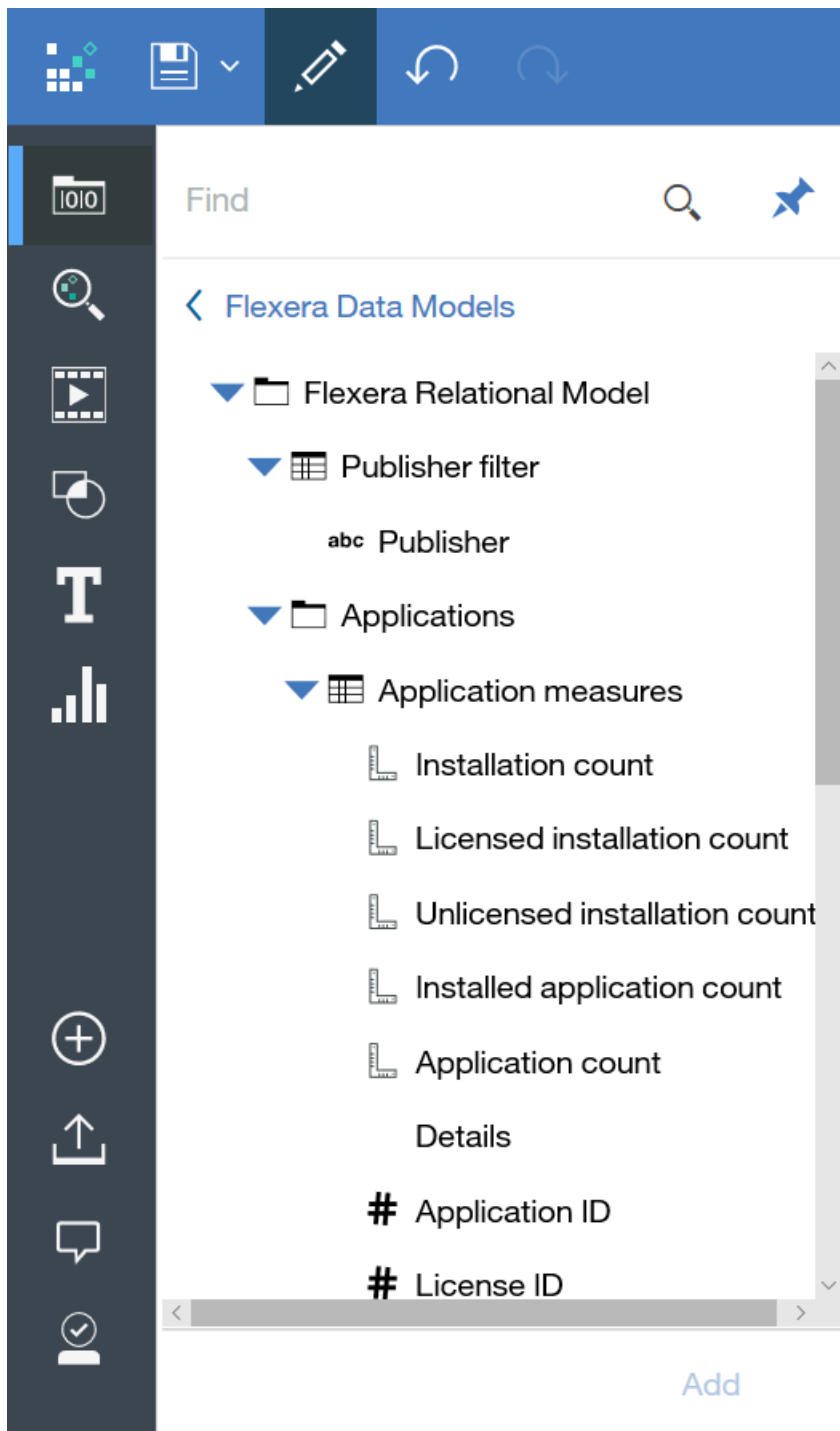 Find
Flexera Data Models
Flexera Relational Model
Publisher filter
abc Publisher
Applications
Application measures
Installation count
Licensed installation count
Unlicensed installation count
Installed application count
Application count
Details
# Application ID
# License ID
Add